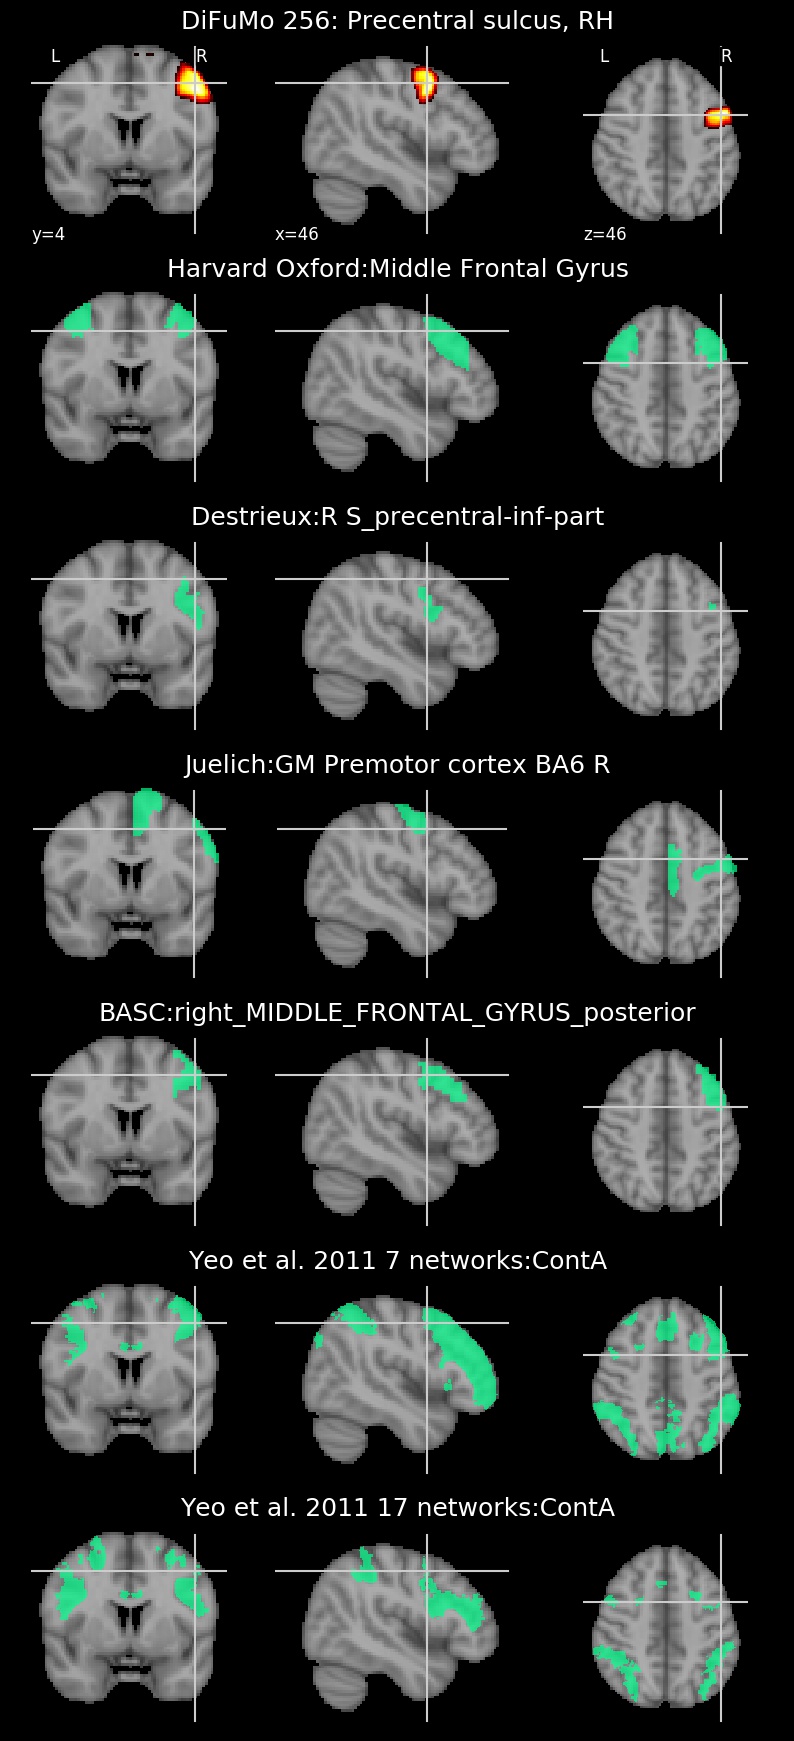 DiFuMo 256: Precentral sulcus, RH
L R L R
y=4 x=46 z=46
Harvard Oxford:Middle Frontal Gyrus
Destrieux:R S_precentral-inf-part
Juelich:GM Premotor cortex BA6 R
BASC:right_MIDDLE_FRONTAL_GYRUS_posterior
Yeo et al. 2011 7 networks:ContA
Yeo et al. 2011 17 networks:ContA